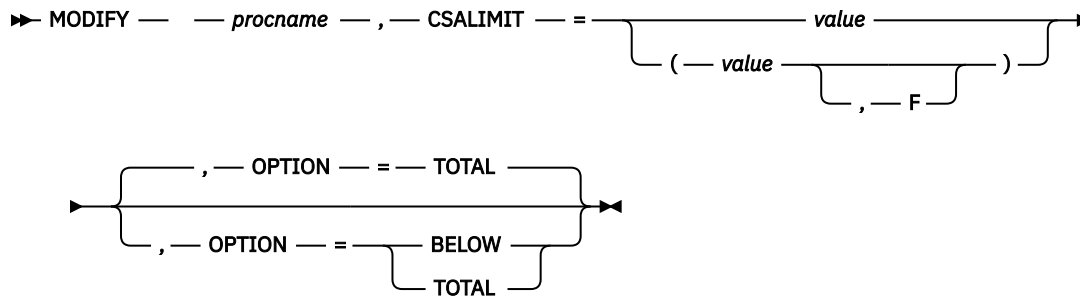 MODIFY procname , CSALIMIT = value
( value
, F )
, OPTION = TOTAL
, OPTION = BELOW
TOTAL